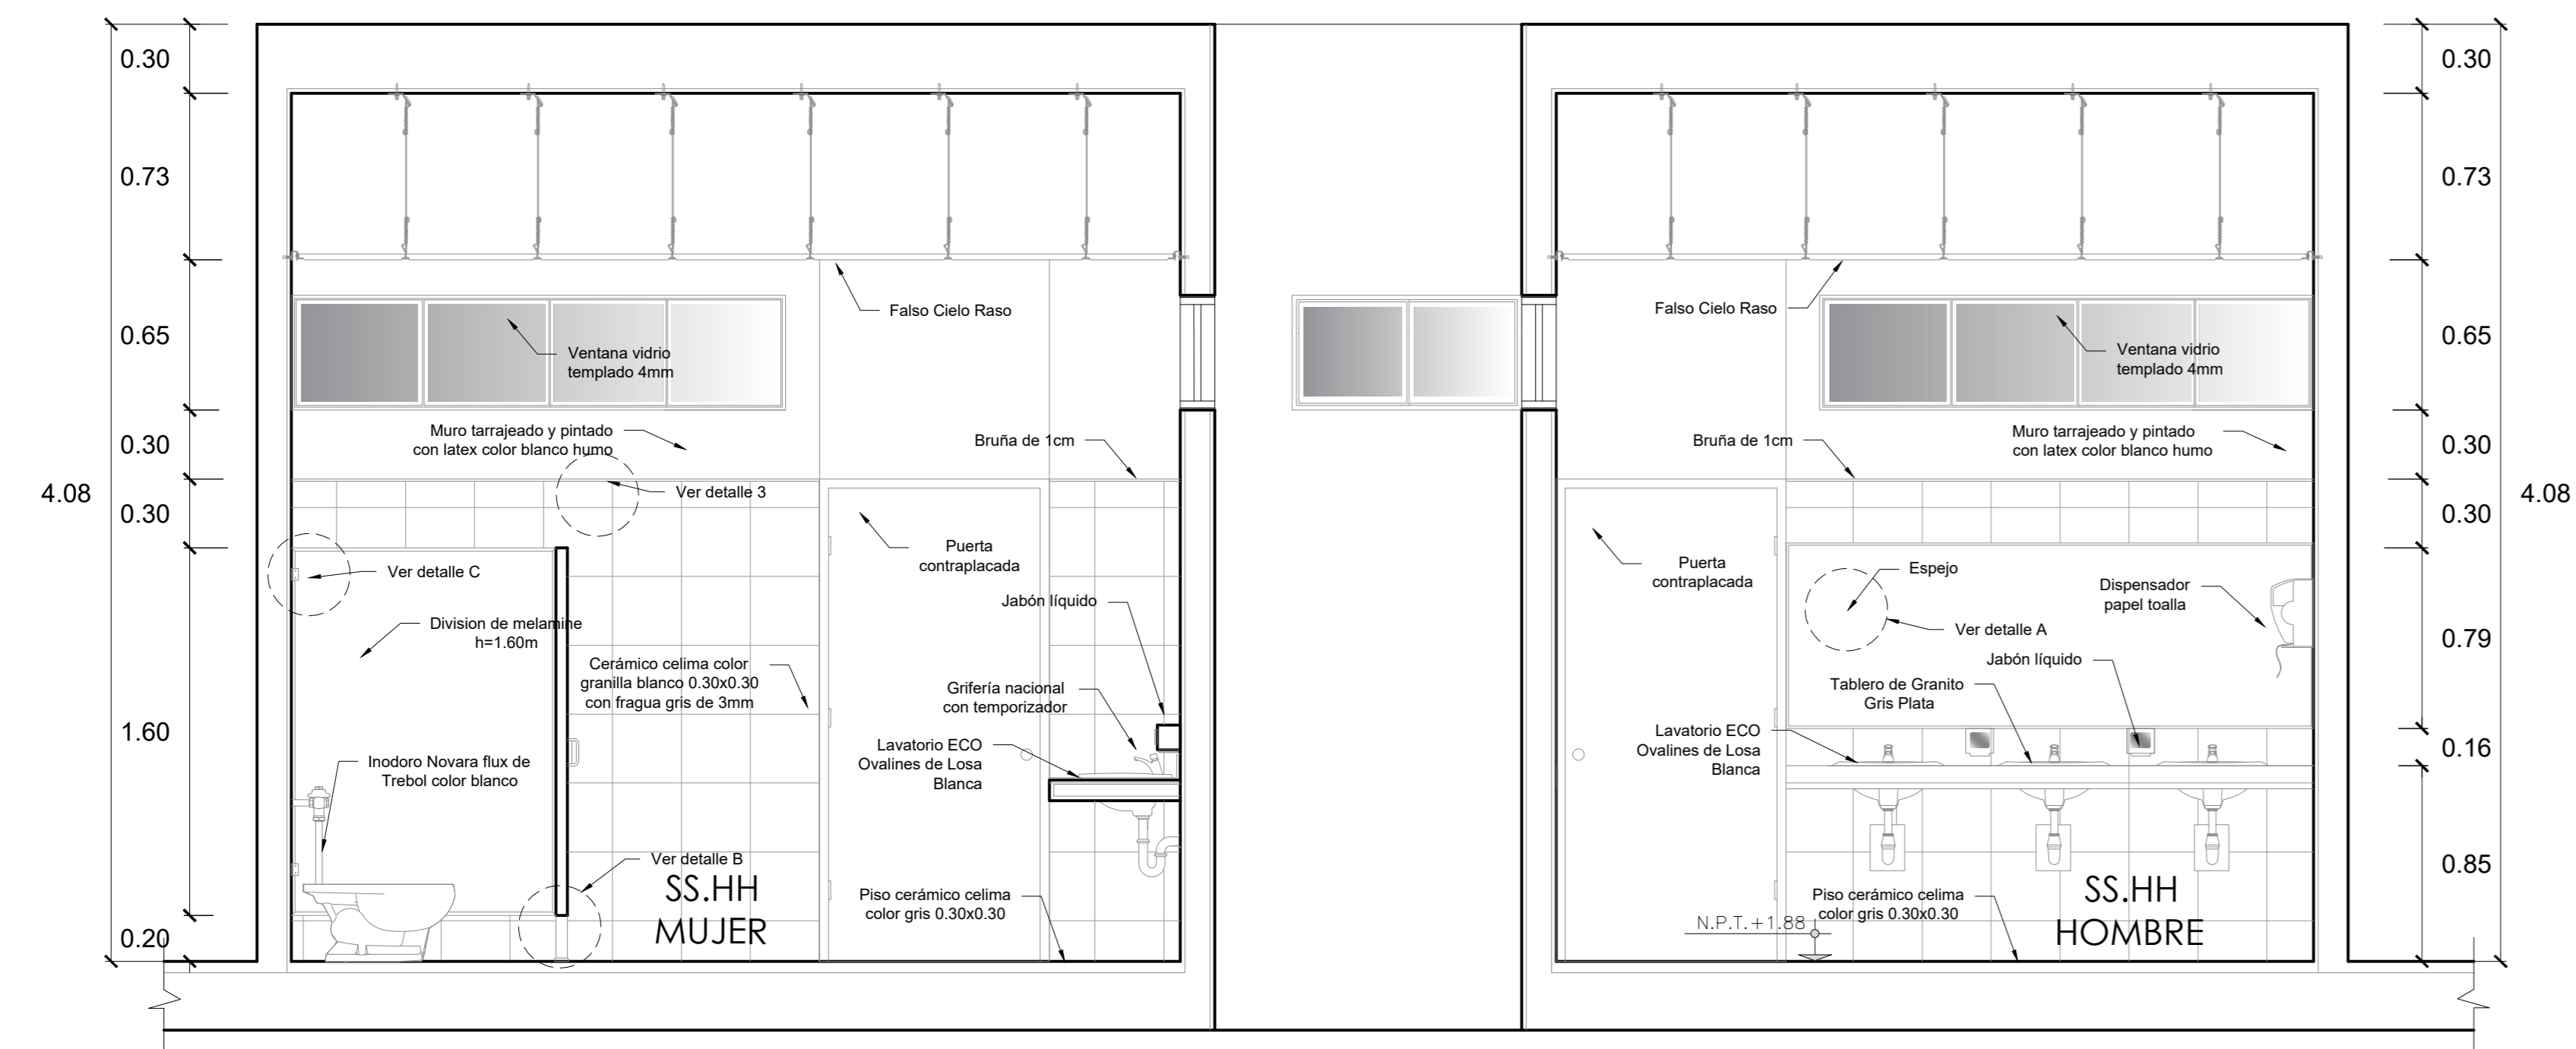 0.30
0.73
0.65
0.30
4.08
0.30
1.60
0.20
Falso Cielo Raso
Ventana vidrio
templado 4mm
Muro tarrajeado y pintado
con latex color blanco humo
Bruña de 1cm
Ver detalle 3
Ver detalle C
Puerta
contraplacada
Jabón líquido
Division de melamine
h=1.60m
Cerámico celima color
granilla blanco 0.30x0.30
con fragua gris de 3mm
Grifería nacional
con temporizador
Lavatorio ECO
Ovalines de Losa
Blanca
Inodoro Novara flux de
Trebol color blanco
Ver detalle B
SS.HH
MUJER
Piso cerámico celima
color gris 0.30x0.30
Falso Cielo Raso
Ventana vidrio
templado 4mm
Bruña de 1cm
Muro tarrajeado y pintado
con latex color blanco humo
Puerta
contraplacada
Espejo
Dispensador
papel toalla
Ver detalle A
Jabón líquido
Tablero de Granito
Gris Plata
Lavatorio ECO
Ovalines de Losa
Blanca
Piso cerámico celima
color gris 0.30x0.30
N.P.T.+1.88
SS.HH
HOMBRE
0.30
0.73
0.65
0.30
0.30
4.08
0.79
0.16
0.85